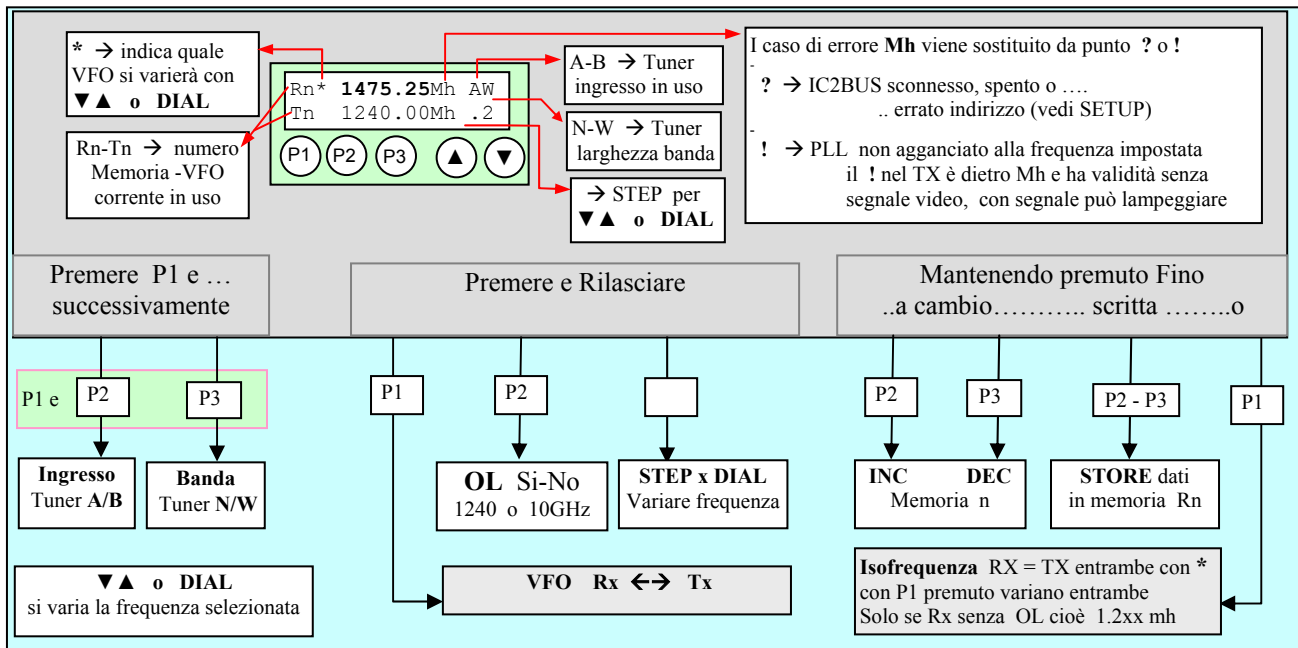 * → indica quale
VFO si varierà con
▼▲ o DIAL
Rn-Tn → numero
Memoria -VFO
corrente in uso
Rn* 1475.25Mh AW
Tn 1240.00Mh .2
P1 P2 P3 ▲ ▼
A-B → Tuner
ingresso in uso
N-W → Tuner
larghezza banda
→ STEP per
▼▲ o DIAL
I caso di errore Mh viene sostituito da punto ? o !
-
? → IC2BUS sconnesso, spento o ….
.. errato indirizzo (vedi SETUP)
-
! → PLL non agganciato alla frequenza impostata
il ! nel TX è dietro Mh e ha validità senza
segnale video, con segnale può lampeggiare
Premere P1 e …
successivamente
Premere e Rilasciare
Mantenendo premuto Fino
..a cambio……….. scritta ……..o
P1 e P2 P3
P1
P2
P2
P3
P2 - P3
P1
Ingresso
Tuner A/B
Banda
Tuner N/W
OL Si-No
1240 o 10GHz
STEP x DIAL
Variare frequenza
INC DEC
Memoria n
STORE dati
in memoria Rn
▼▲ o DIAL
si varia la frequenza selezionata
VFO Rx ←→ Tx
Isofrequenza RX = TX entrambe con *
con P1 premuto variano entrambe
Solo se Rx senza OL cioè 1.2xx mh